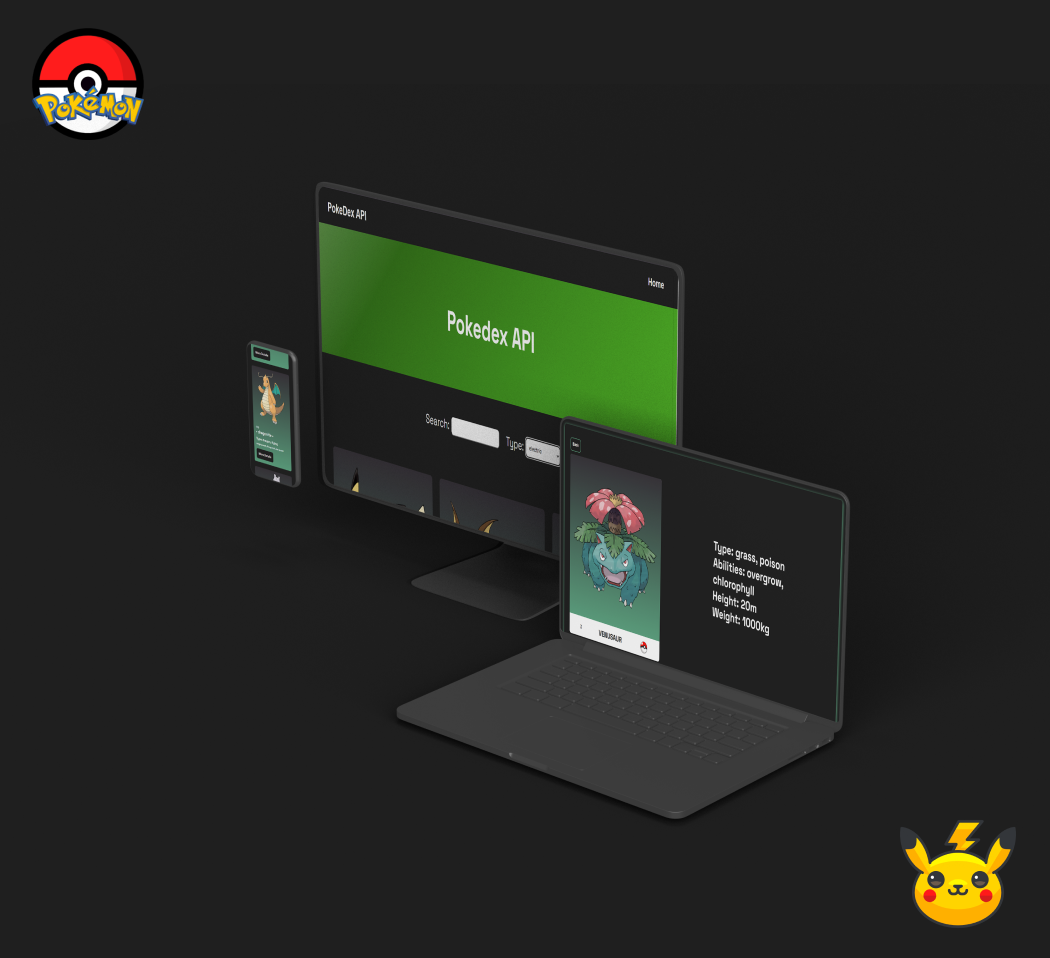 Pokémon
PokeDex API
Home
Pokedex API
Search:
Type:
electric
Type: grass, poison
Abilities: overgrow,
chlorophyll
Height: 20m
Weight: 1000kg
VENUSAUR